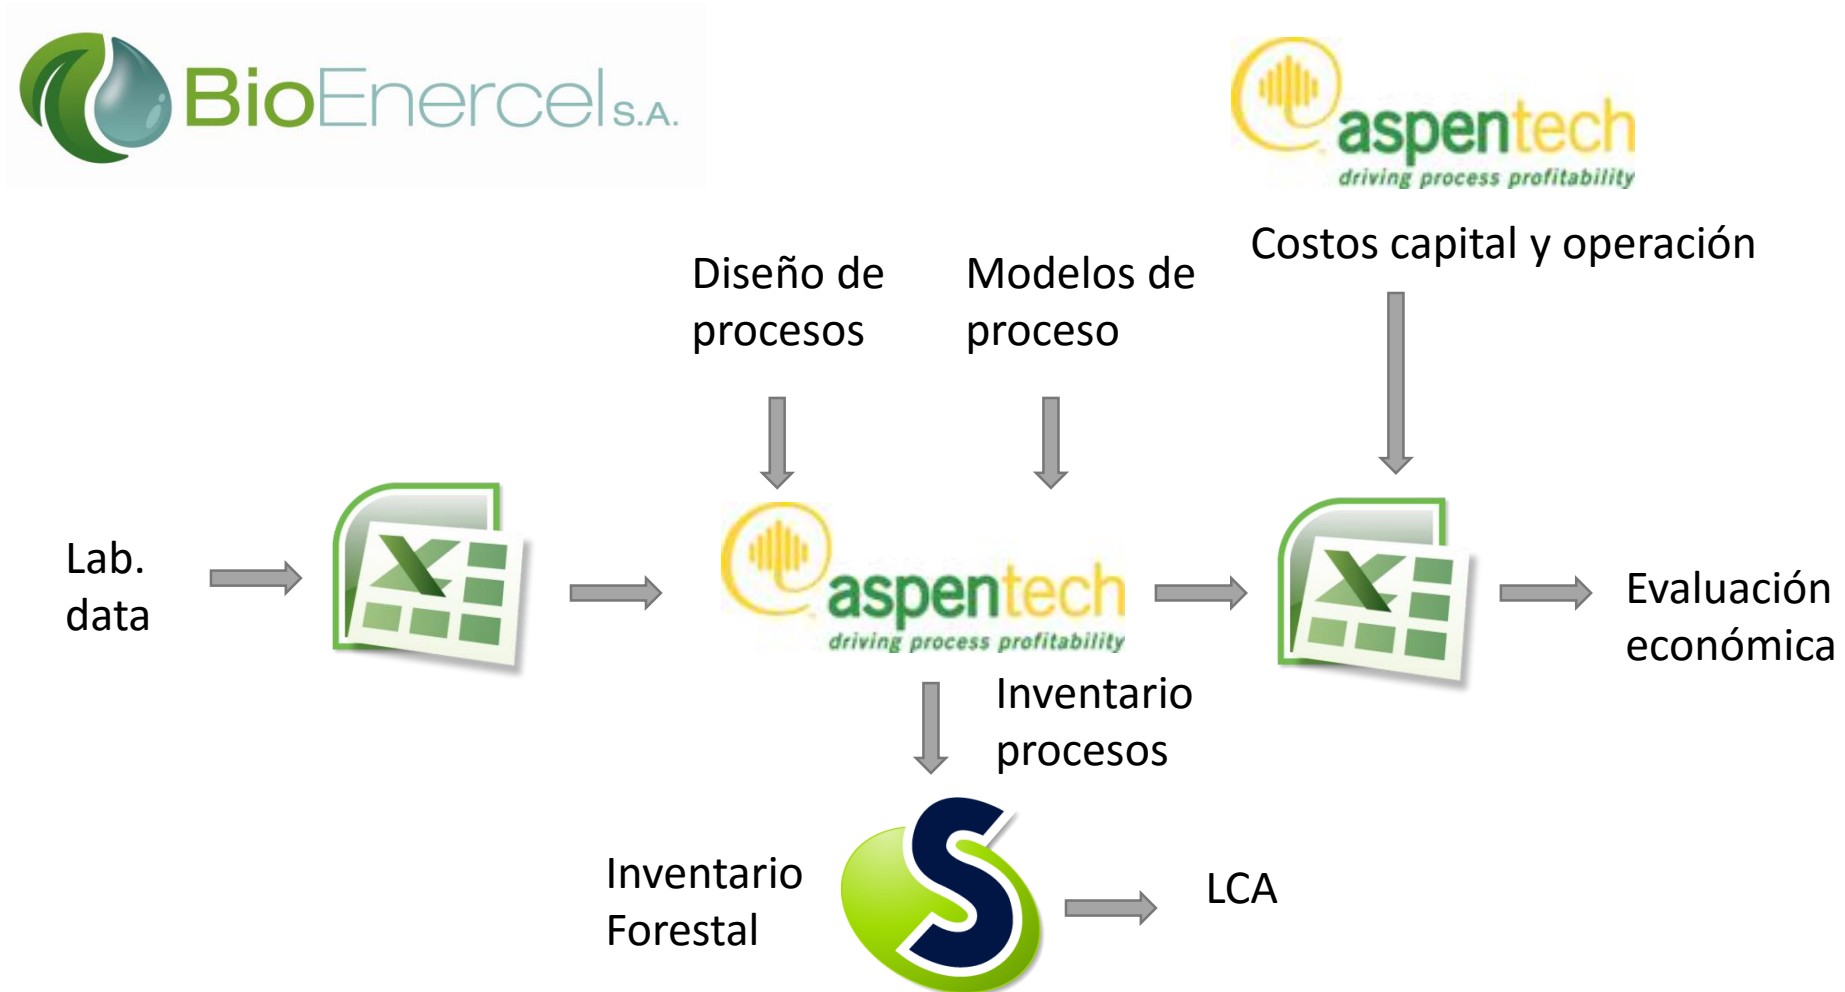 BioEnercel S.A.
aspentech
driving process profitability
Costos capital y operación
Diseño de
procesos
Modelos de
proceso
Lab.
data
aspentech
driving process profitability
Evaluación
económica
Inventario
procesos
Inventario
Forestal
LCA